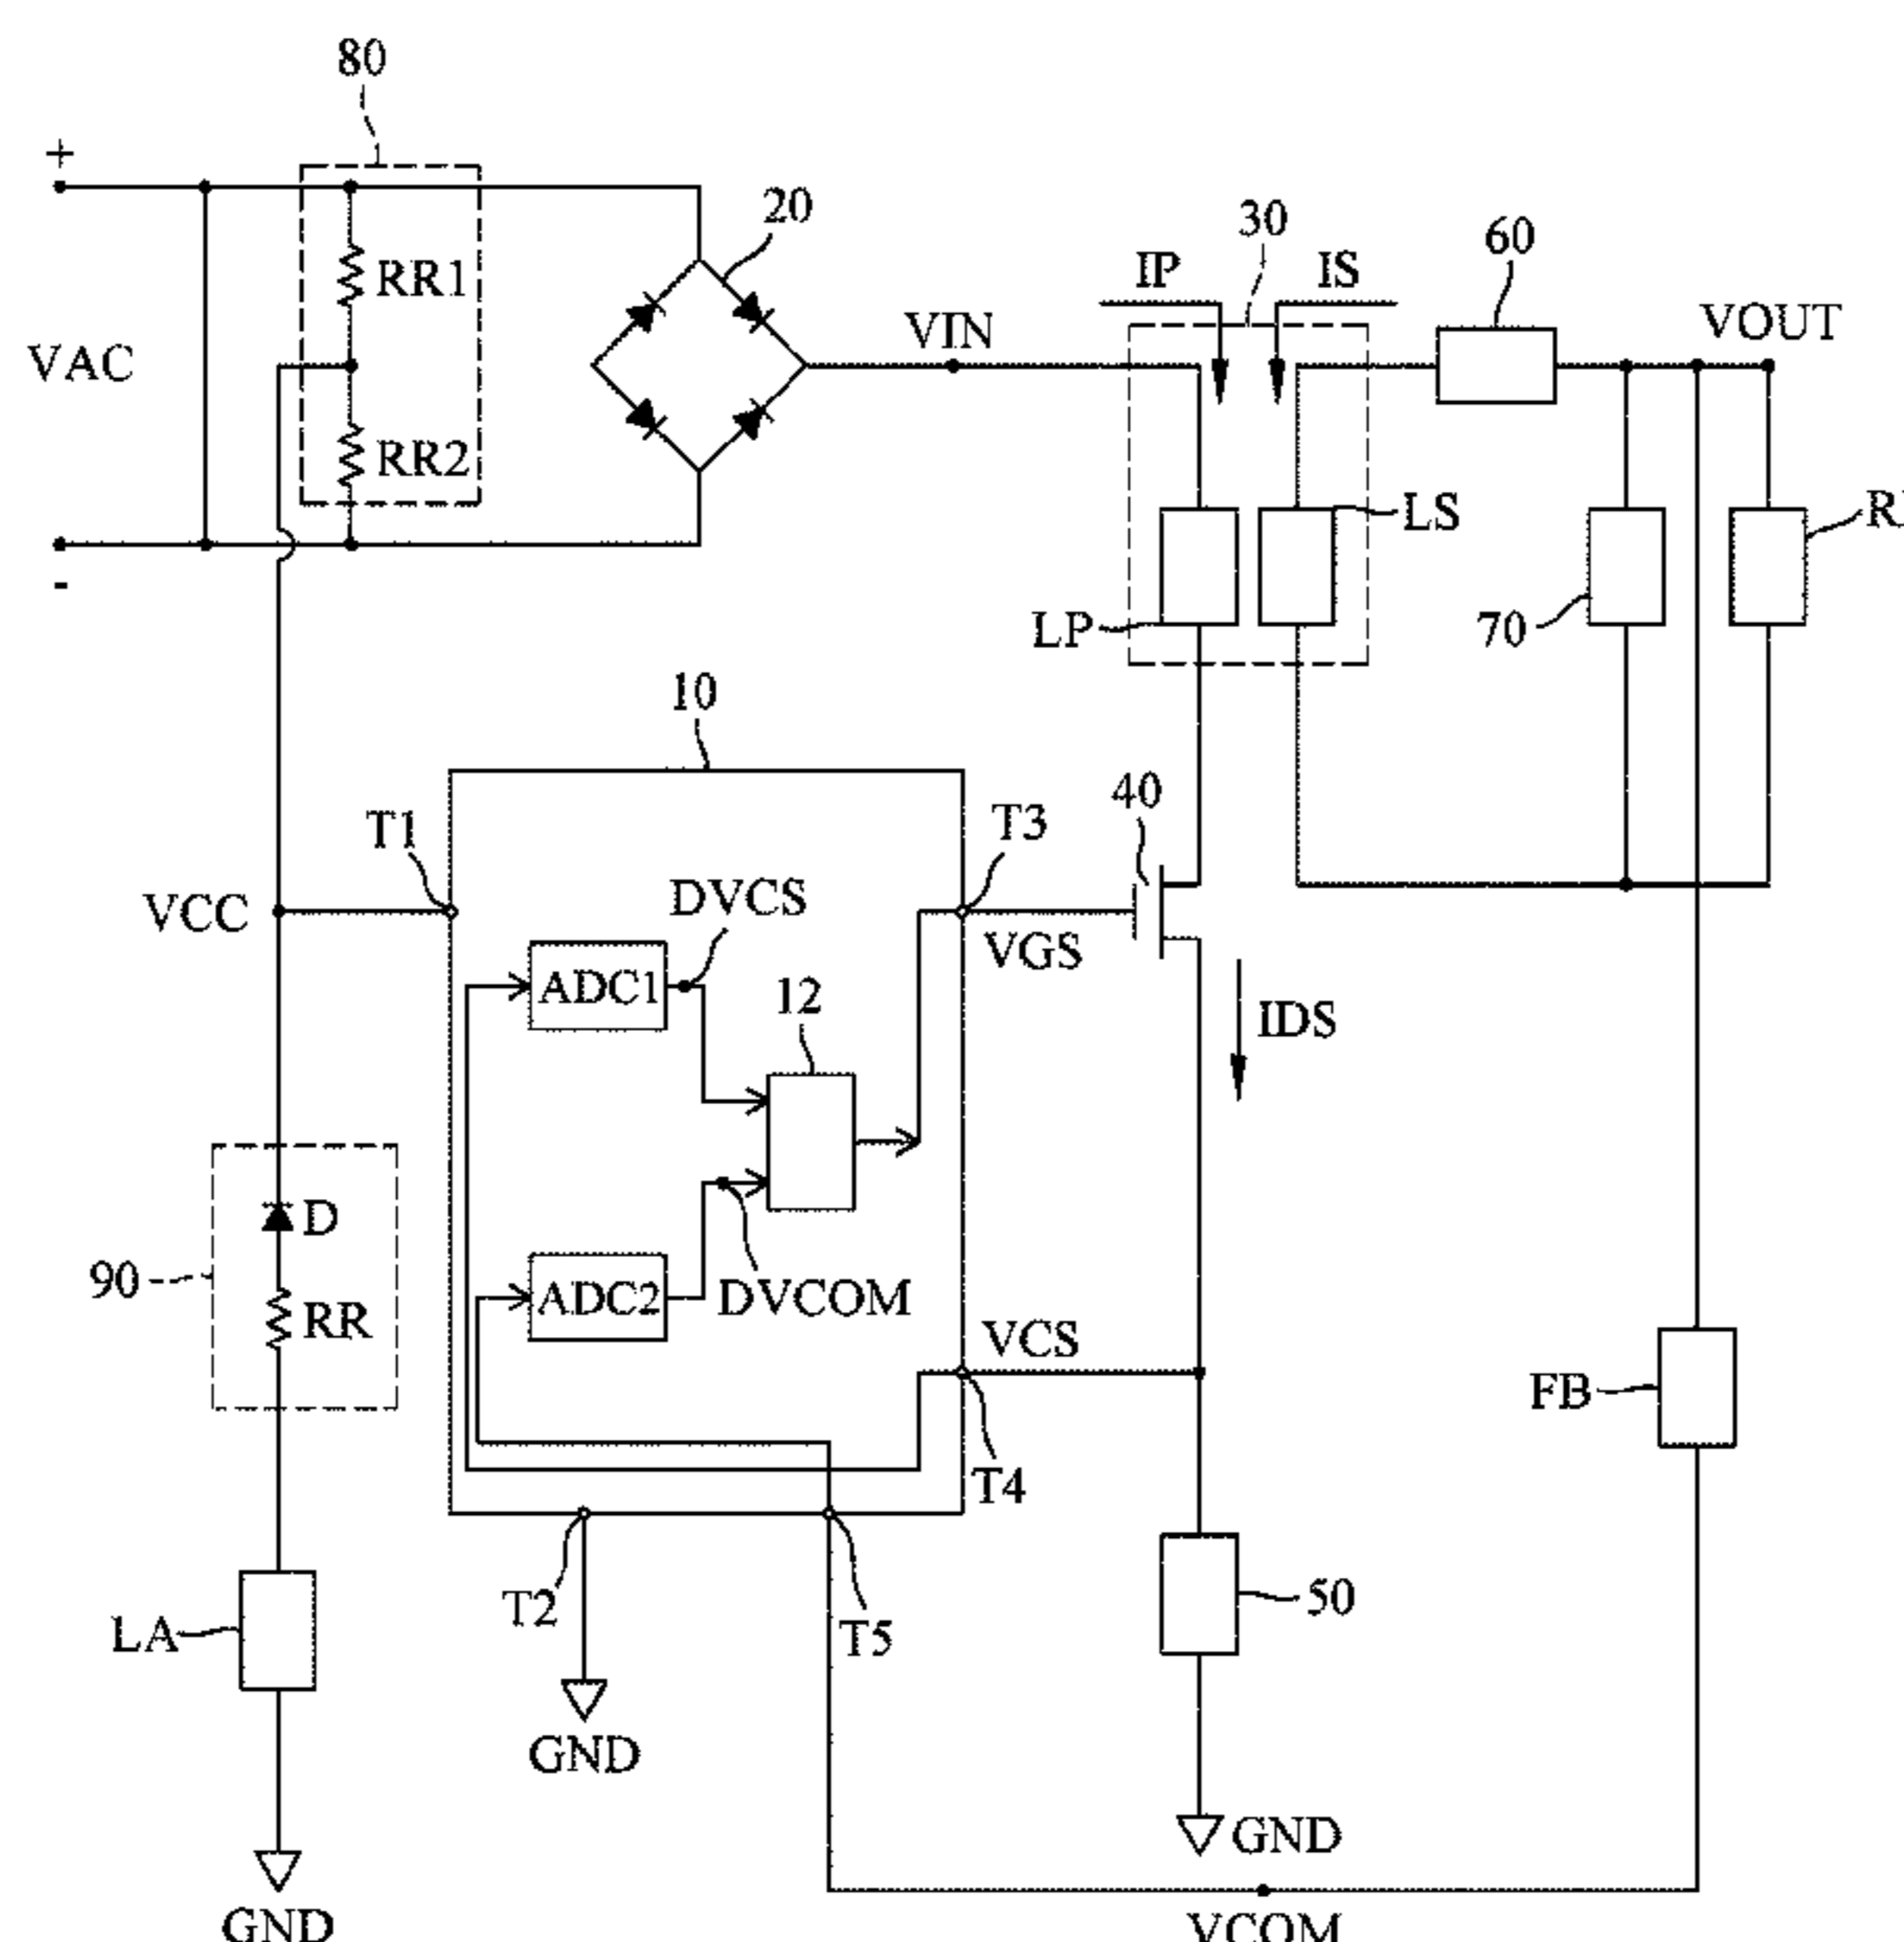 80
+
20
30
60
IP
IS
RR1
VIN
VOUT
VAC
RR2
LS
-
LP
70
10
40
T1
T3
DVCS
VCC
VGS
ADC1
12
IDS
D
90
ADC2
DVCOM
RR
VCS
FB
T4
T2
50
LA
T5
GND
GND
GND
VCOM